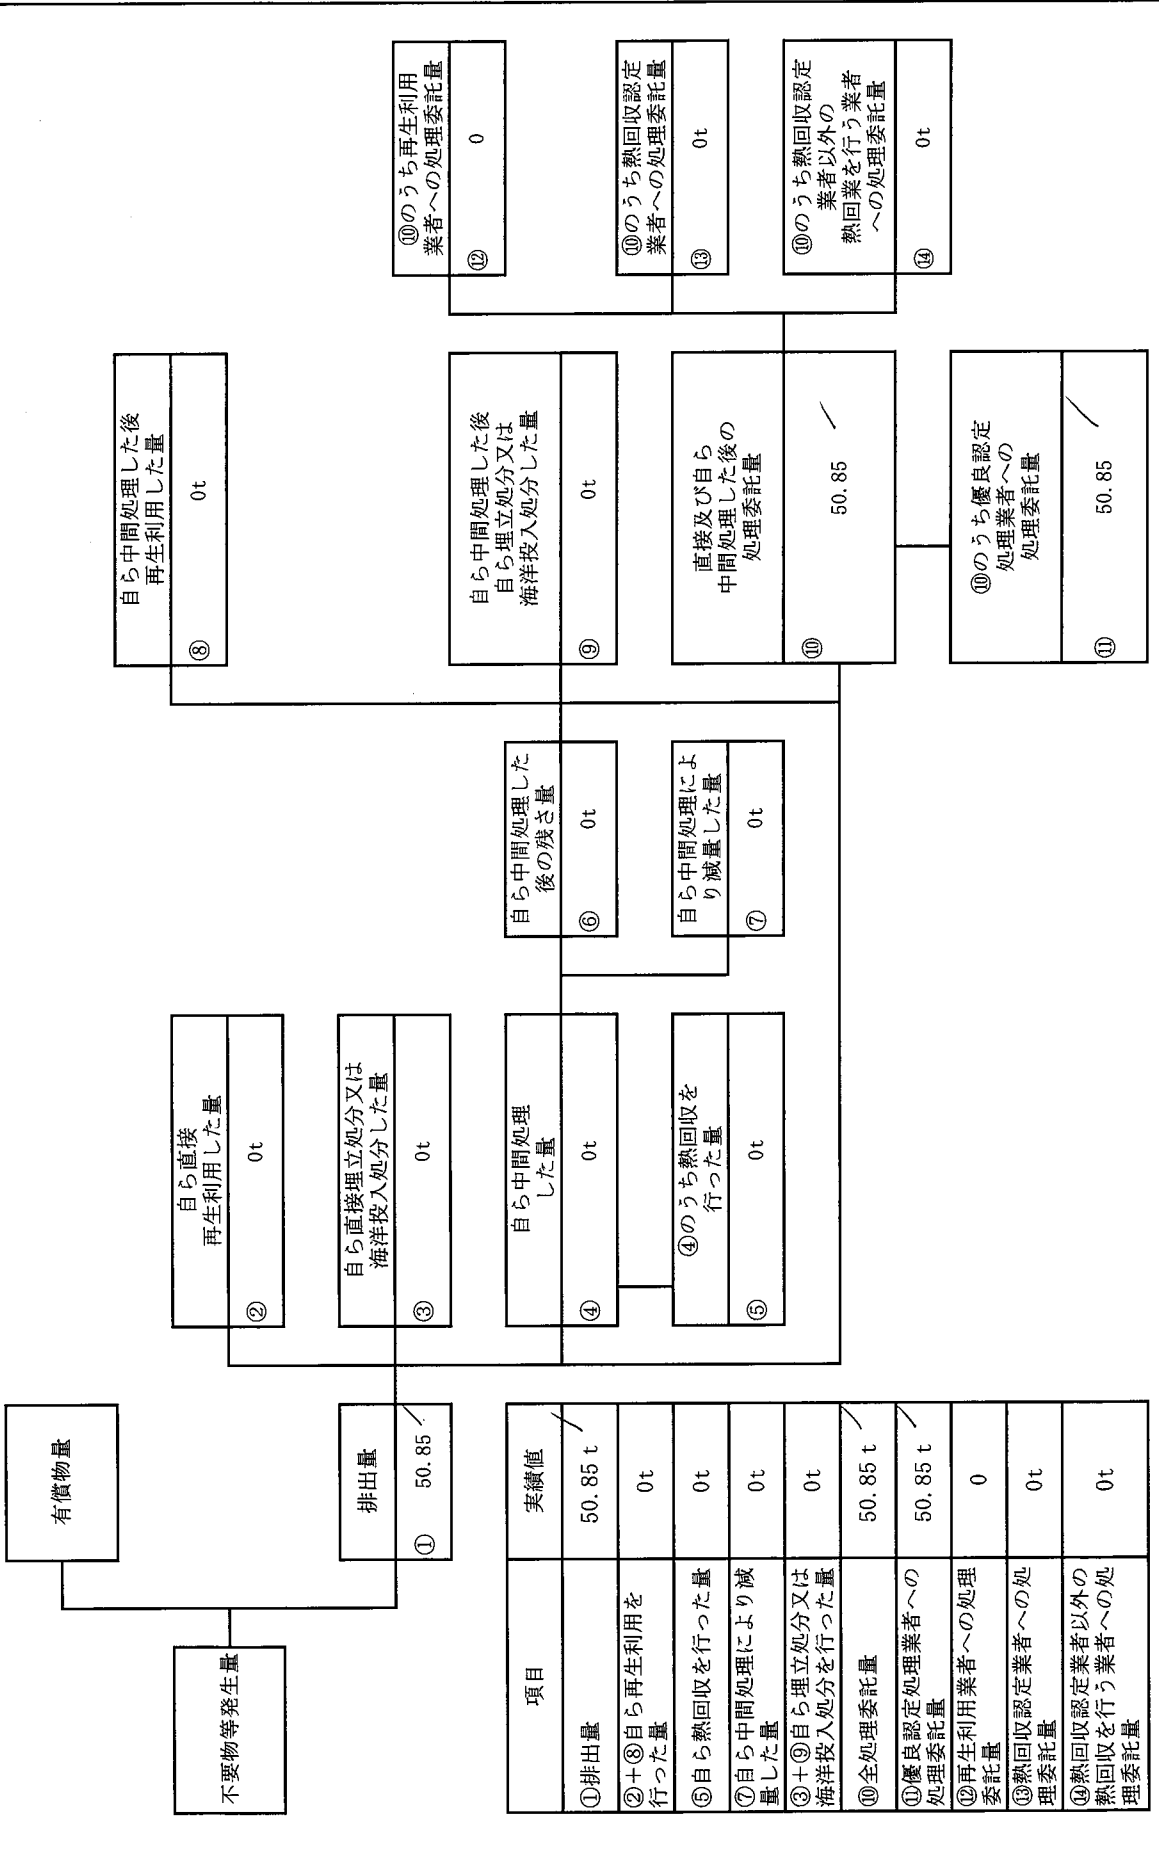 不要物等発生量
有償物量
排出量
① 50.85
自ら直接
再生利用した量
② 0t
自ら直接埋立処分又は
海洋投入処分した量
③ 0t
自ら中間処理
した量
④ 0t
④のうち熱回収を
行った量
⑤ 0t
自ら中間処理した
後の残さ量
⑥ 0t
自ら中間処理によ
り減量した量
⑦ 0t
自ら中間処理した後
再生利用した量
⑧ 0t
自ら中間処理した後
自ら埋立処分又は
海洋投入処分した量
⑨ 0t
直接及び自ら
中間処理した後の
処理委託量
⑩ 50.85
⑩のうち優良認定
処理業者への
処理委託量
⑪ 50.85
⑩のうち再生利用
業者への処理委託量
⑫ 0
⑩のうち熱回収認定
業者への処理委託量
⑬ 0t
⑩のうち熱回収認定
業者以外の
熱回業を行う業者
への処理委託量
⑭ 0t
項目 実績値
①排出量 50.85t
②+⑧自ら再生利用を
行った量 0t
⑤自ら熱回収を行った量 0t
⑦自ら中間処理により減
量した量 0t
③+⑨自ら埋立処分又は
海洋投入処分を行った量 0t
⑩全処理委託量 50.85t
⑪優良認定処理業者への
処理委託量 50.85t
⑫再生利用業者への処理
委託量 0
⑬熱回収認定業者への処
理委託量 0t
⑭熱回収認定業者以外の
熱回収を行う業者への処
理委託量 0t